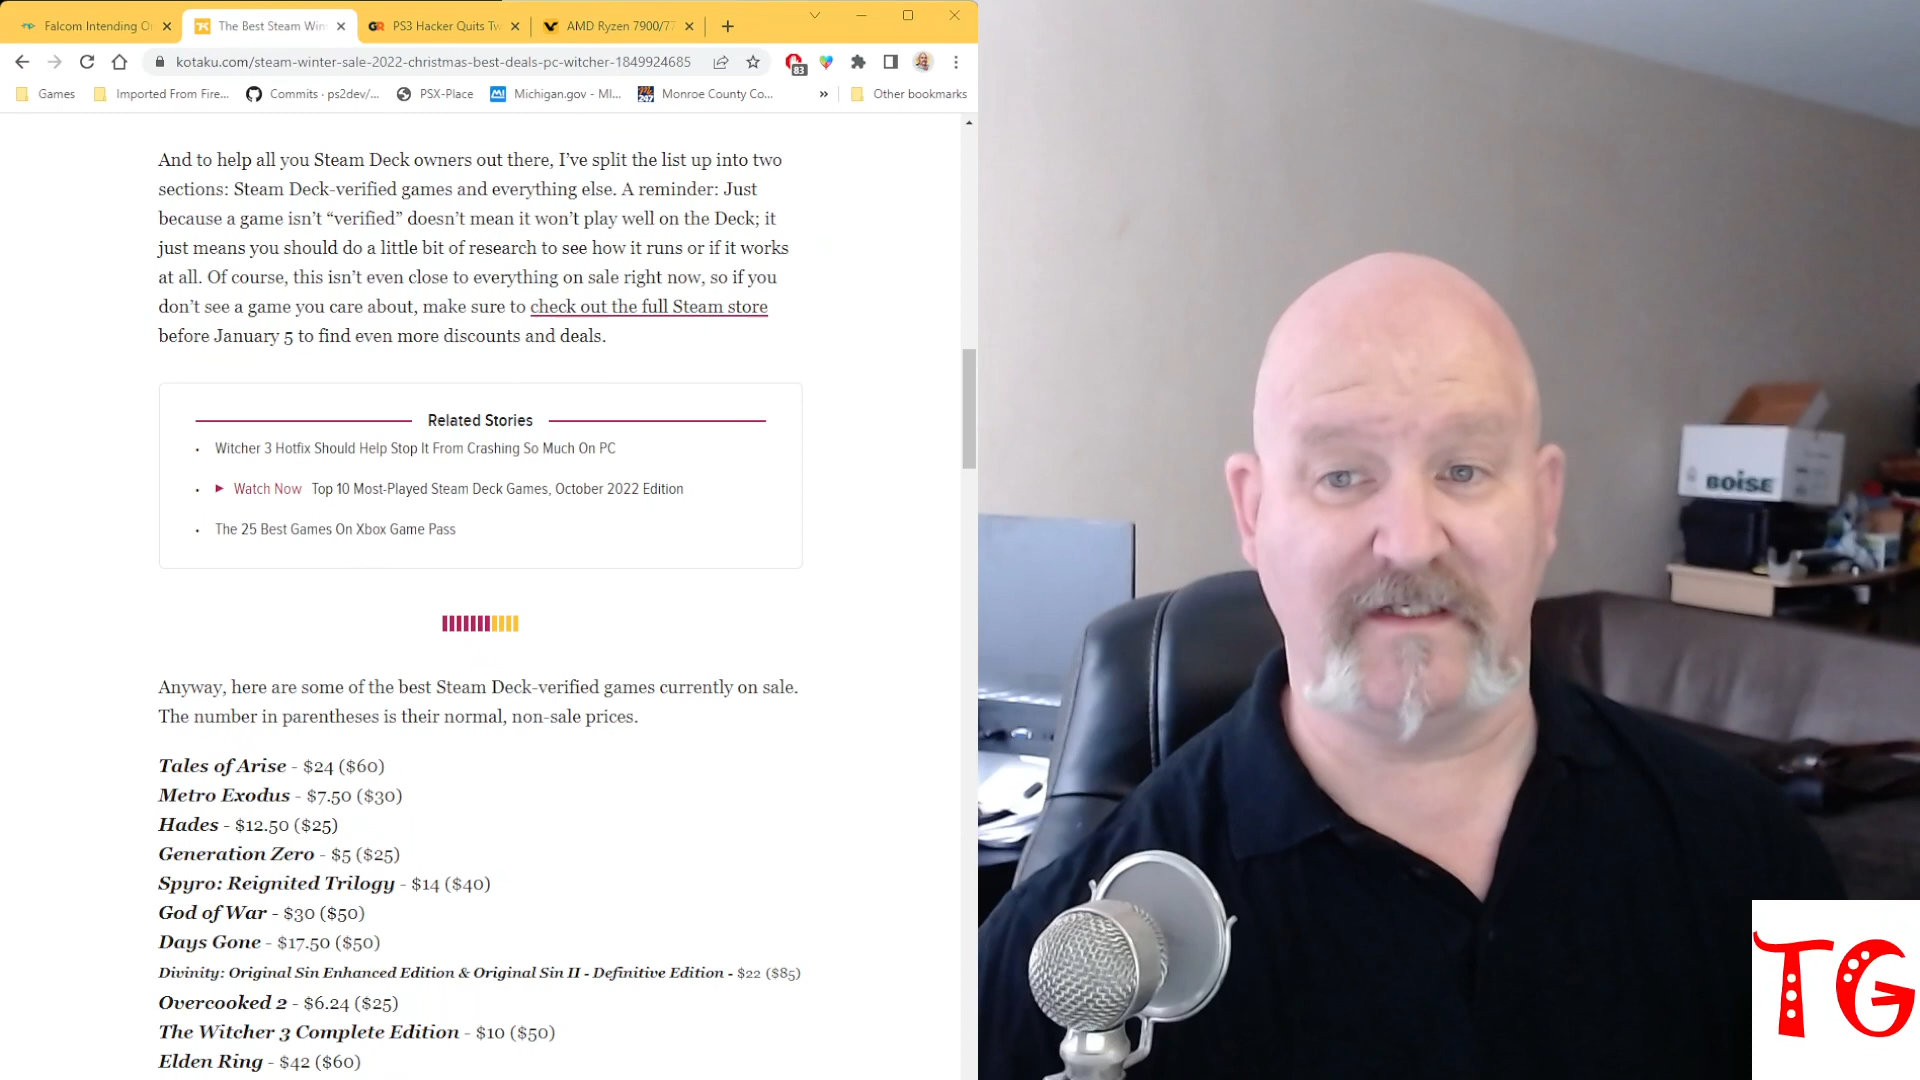 Falcom Intending O
The Best Steam Win
PS3 Hacker Quits Tw
AMD Ryzen 7900/77
kotaku.com/steam-winter-sale-2022-christmas-best-deals-pc-witcher-1849924685
83
Games
Imported From Fire...
Commits · ps2dev/...
PSX-Place
Michigan.gov - MI...
Monroe County Co...
»
Other bookmarks
And to help all you Steam Deck owners out there, I’ve split the list up into two
sections: Steam Deck-verified games and everything else. A reminder: Just
because a game isn’t “verified” doesn’t mean it won’t play well on the Deck; it
just means you should do a little bit of research to see how it runs or if it works
at all. Of course, this isn’t even close to everything on sale right now, so if you
don’t see a game you care about, make sure to check out the full Steam store
before January 5 to find even more discounts and deals.
Related Stories
• Witcher 3 Hotfix Should Help Stop It From Crashing So Much On PC
• Watch Now Top 10 Most-Played Steam Deck Games, October 2022 Edition
• The 25 Best Games On Xbox Game Pass
Anyway, here are some of the best Steam Deck-verified games currently on sale.
The number in parentheses is their normal, non-sale prices.
Tales of Arise - $24 ($60)
Metro Exodus - $7.50 ($30)
Hades - $12.50 ($25)
Generation Zero - $5 ($25)
Spyro: Reignited Trilogy - $14 ($40)
God of War - $30 ($50)
Days Gone - $17.50 ($50)
Divinity: Original Sin Enhanced Edition & Original Sin II - Definitive Edition - $22 ($85)
Overcooked 2 - $6.24 ($25)
The Witcher 3 Complete Edition - $10 ($50)
Elden Ring - $42 ($60)
BOiSE
TG